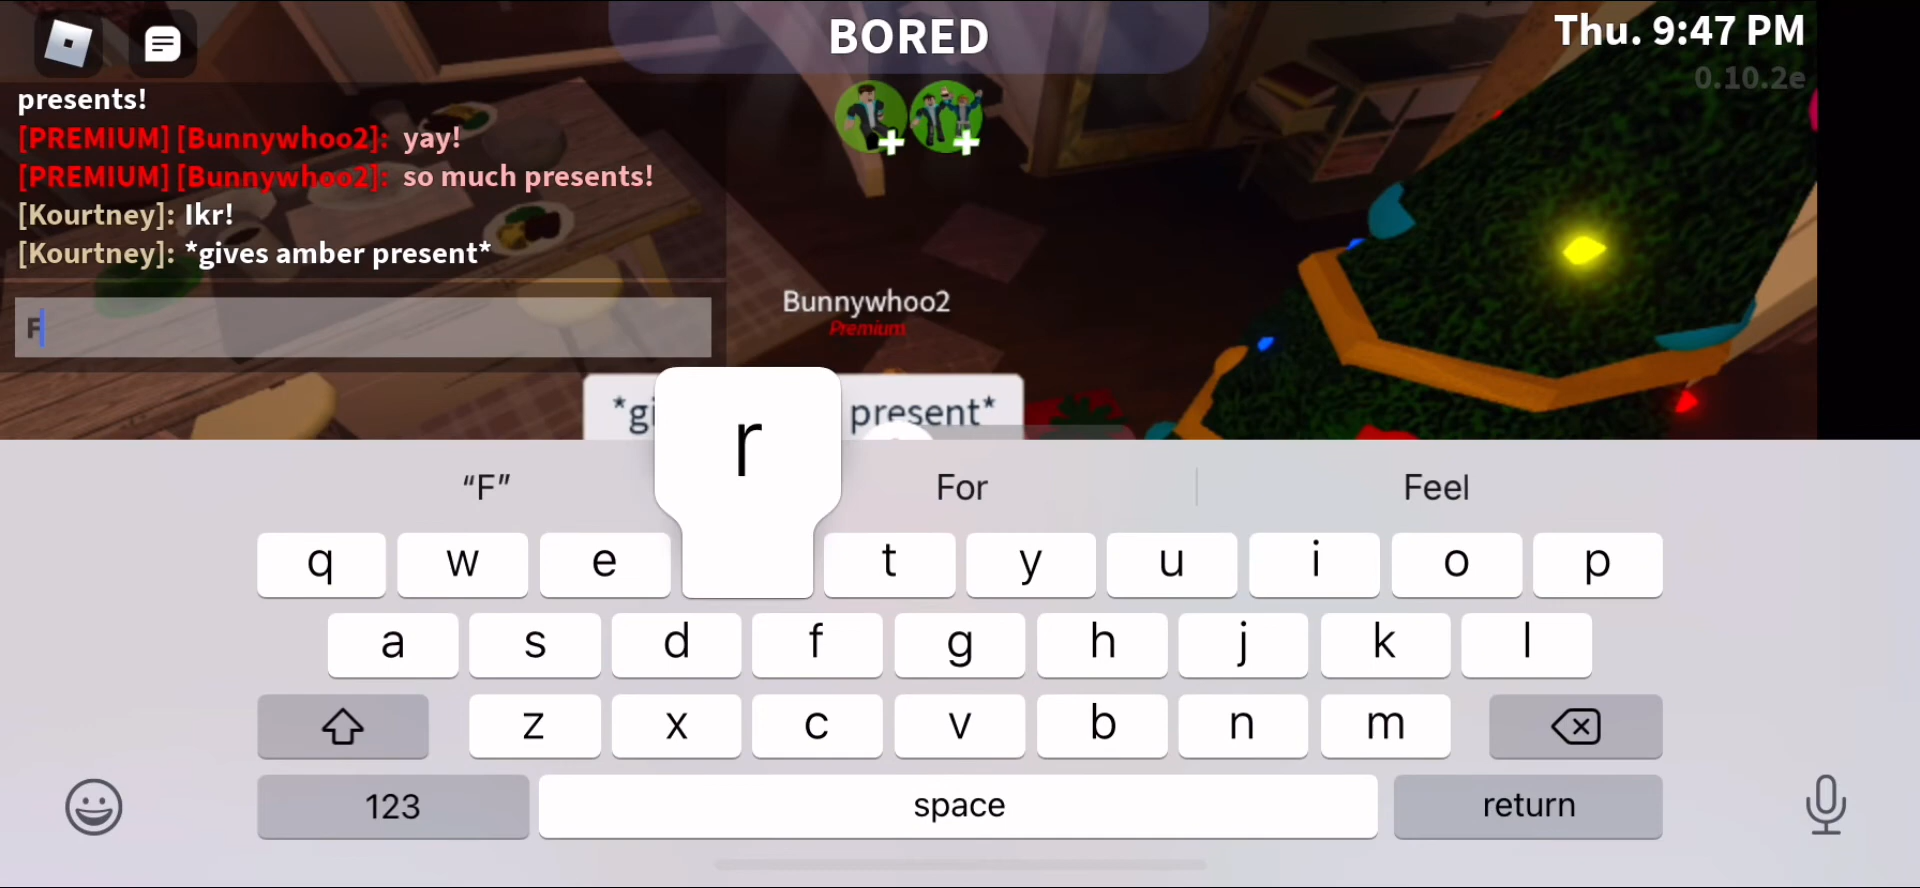 BORED
Thu. 9:47 PM
0.10.2e
presents!
[PREMIUM] [Bunnywhoo2]: yay!
[PREMIUM] [Bunnywhoo2]: so much presents!
[Kourtney]: Ikr!
[Kourtney]: *gives amber present*
F
Bunnywhoo2
Premium
*gi present*
r
“F” For Feel
q w e t y u i o p
a s d f g h j k l
z x c v b n m
123 space return